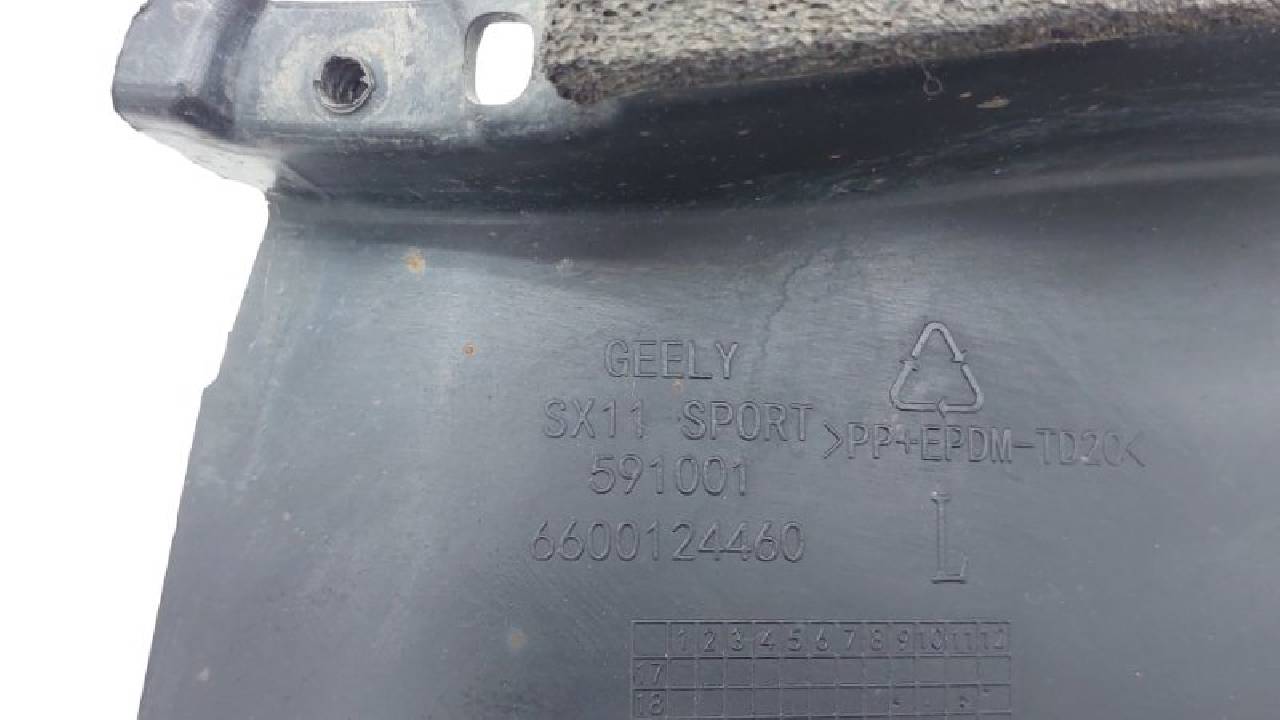 GEELY
SX11 SPORT
>PP+EPDM-TD20<
591001
6600124460
L
1 2 3 4 5 6 7 8 9 10 11 12
17
18